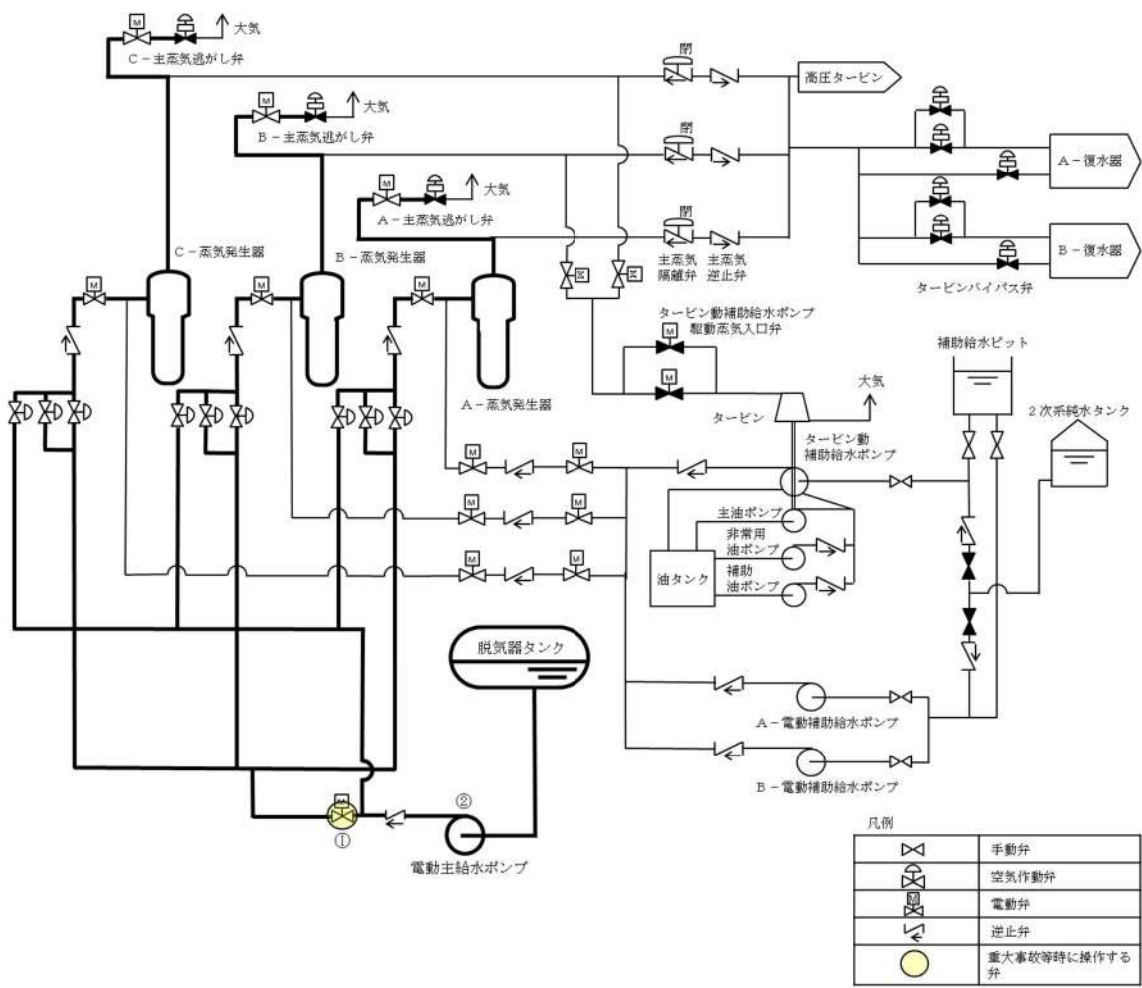 M
大気
C－主蒸気逃がし弁
M
大気
B－主蒸気逃がし弁
M
大気
A－主蒸気逃がし弁
閉
閉
閉
主蒸気
隔離弁
主蒸気
逆止弁
高圧タービン
A－復水器
B－復水器
タービンバイパス弁
C－蒸気発生器
B－蒸気発生器
A－蒸気発生器
M
M
M
M
M
タービン動補助給水ポンプ
駆動蒸気入口弁
M
M
タービン
大気
タービン動
補助給水ポンプ
補助給水ピット
2次系純水タンク
M
M
M
M
M
M
主油ポンプ
非常用
油ポンプ
補助
油ポンプ
油タンク
脱気器タンク
A－電動補助給水ポンプ
B－電動補助給水ポンプ
M
①
②
電動主給水ポンプ
凡例
手動弁
空気作動弁
M
電動弁
逆止弁
重大事故等時に操作する
弁